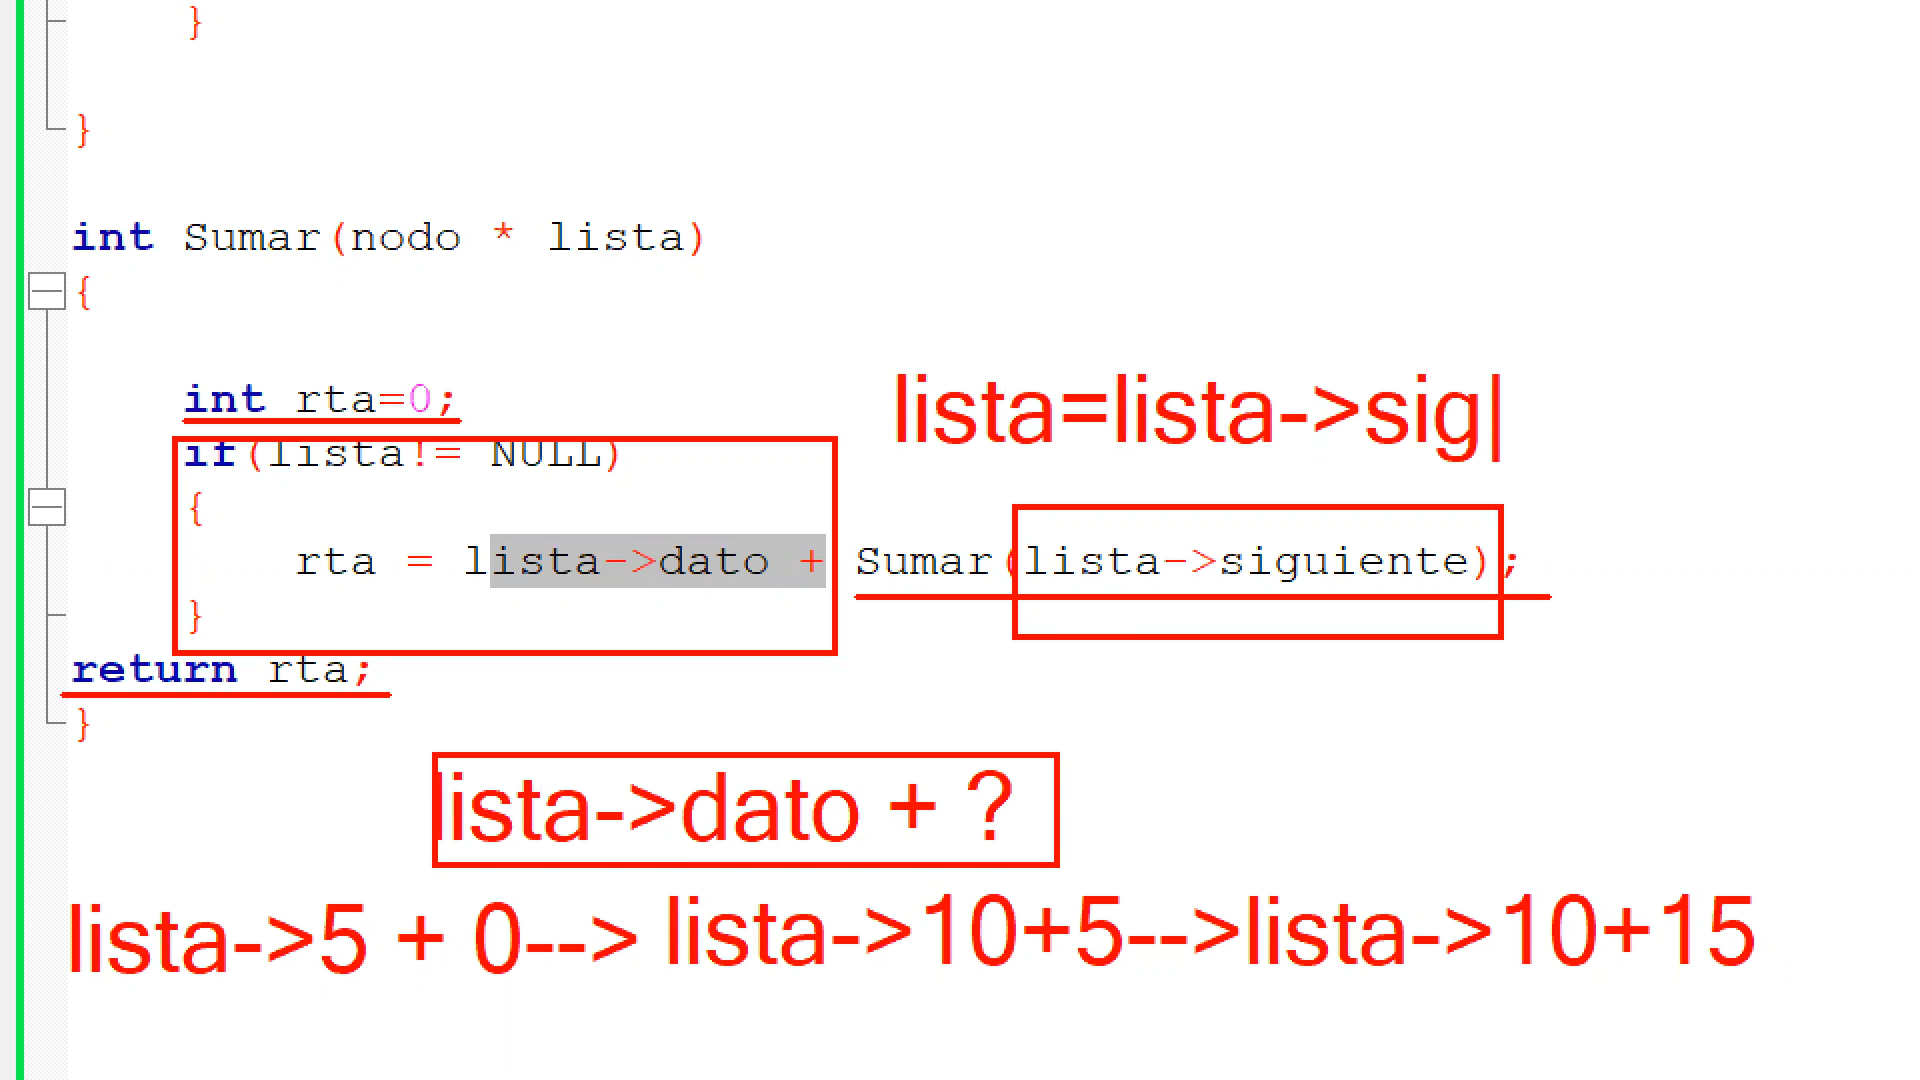 }
}
int Sumar(nodo * lista)
{
int rta=0;
lista=lista->sig|
if(lista!= NULL)
{
rta = lista->dato + Sumar(lista->siguiente);
}
return rta;
}
lista->dato + ?
lista->5 + 0--> lista->10+5-->lista->10+15